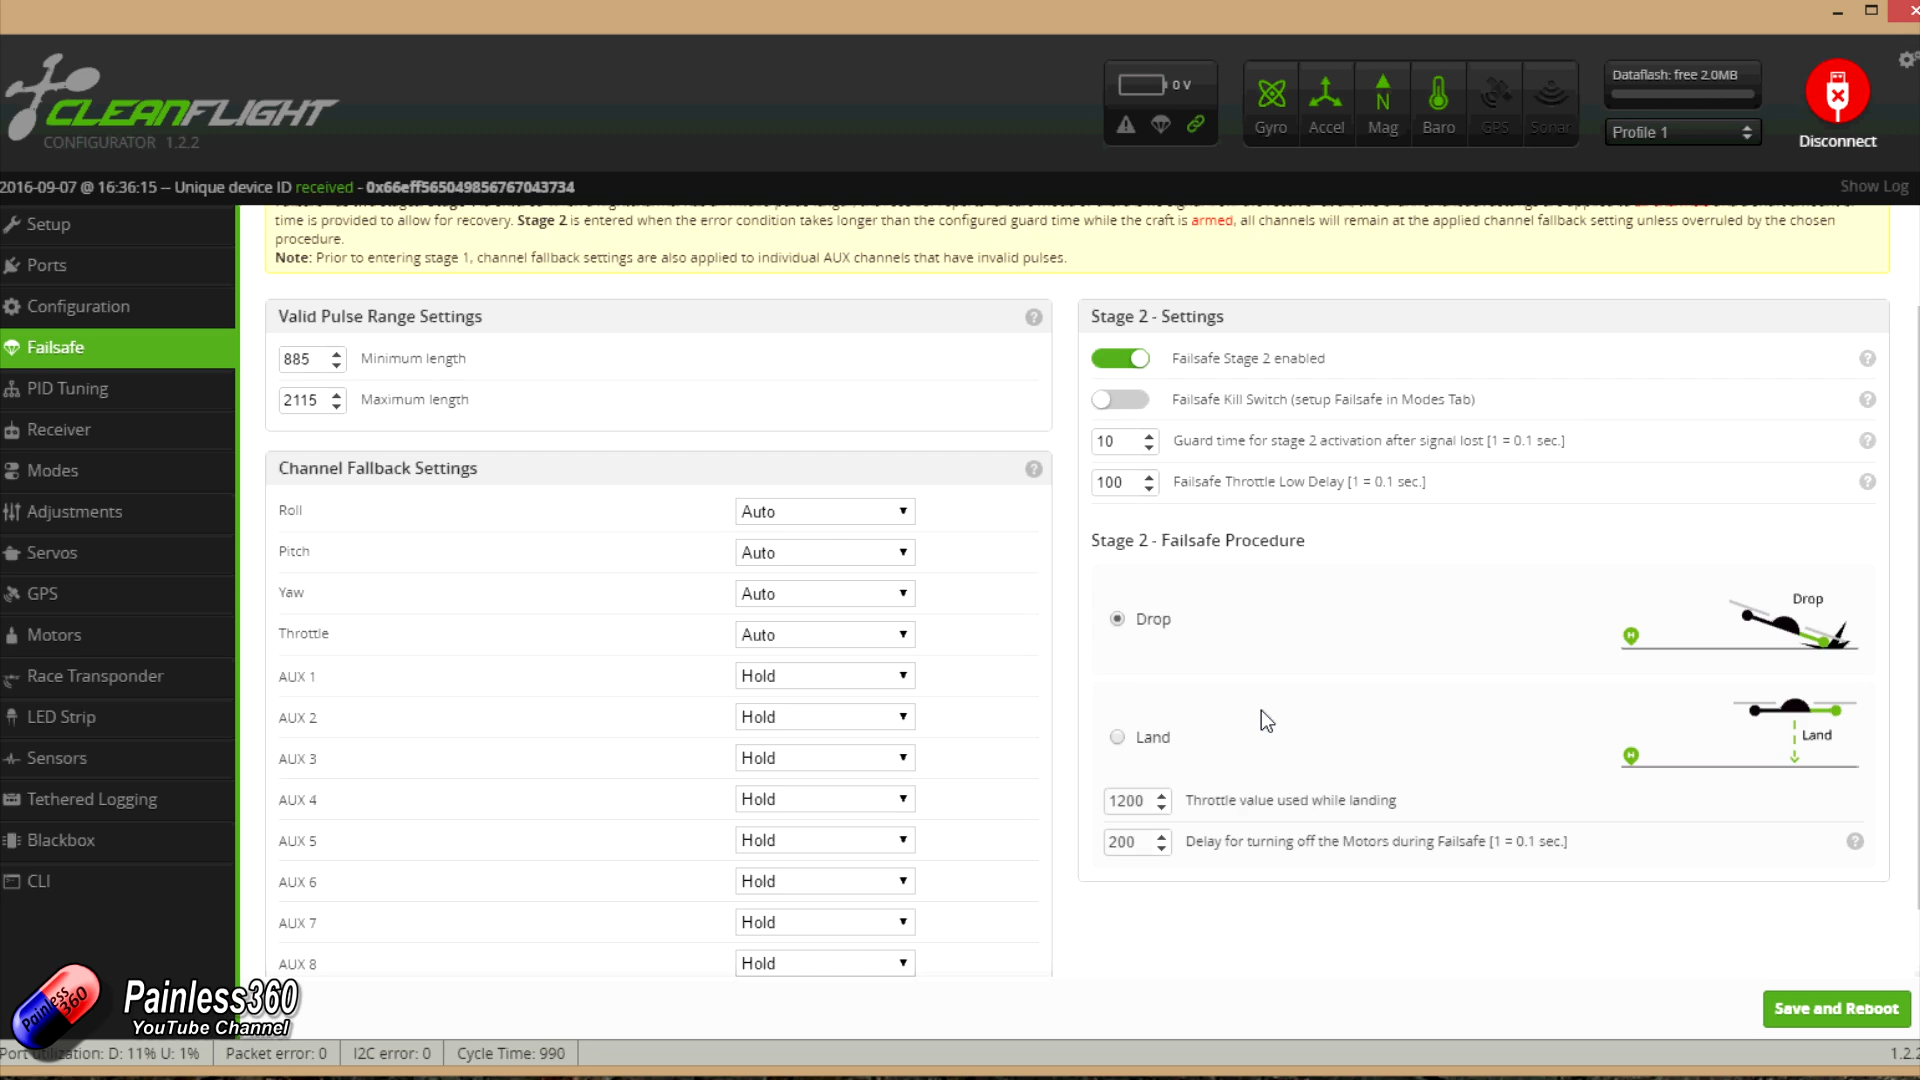 CLEANFLIGHT
CONFIGURATOR 1.2.2
0 V
Gyro
Accel
N
Mag
Baro
GPS
Sonar
Dataflash: free 2.0MB
Profile 1
Disconnect
2016-09-07 @ 16:36:15 -- Unique device ID received - 0x66eff565049856767043734
Show Log
Setup
Ports
Configuration
Failsafe
PID Tuning
Receiver
Modes
Adjustments
Servos
GPS
Motors
Race Transponder
LED Strip
Sensors
Tethered Logging
Blackbox
CLI
time is provided to allow for recovery. Stage 2 is entered when the error condition takes longer than the configured guard time while the craft is armed, all channels will remain at the applied channel fallback setting unless overruled by the chosen
procedure.
Note: Prior to entering stage 1, channel fallback settings are also applied to individual AUX channels that have invalid pulses.
Valid Pulse Range Settings ?
885 Minimum length
2115 Maximum length
Channel Fallback Settings ?
Roll Auto
Pitch Auto
Yaw Auto
Throttle Auto
AUX 1 Hold
AUX 2 Hold
AUX 3 Hold
AUX 4 Hold
AUX 5 Hold
AUX 6 Hold
AUX 7 Hold
AUX 8 Hold
Stage 2 - Settings
Failsafe Stage 2 enabled ?
Failsafe Kill Switch (setup Failsafe in Modes Tab) ?
10 Guard time for stage 2 activation after signal lost [1 = 0.1 sec.] ?
100 Failsafe Throttle Low Delay [1 = 0.1 sec.] ?
Stage 2 - Failsafe Procedure
Drop
Drop
H
Land
Land
H
1200 Throttle value used while landing
200 Delay for turning off the Motors during Failsafe [1 = 0.1 sec.] ?
Save and Reboot
Painless360
Painless360
YouTube Channel
Port utilization: D: 11% U: 1%
Packet error: 0
I2C error: 0
Cycle Time: 990
1.2.2